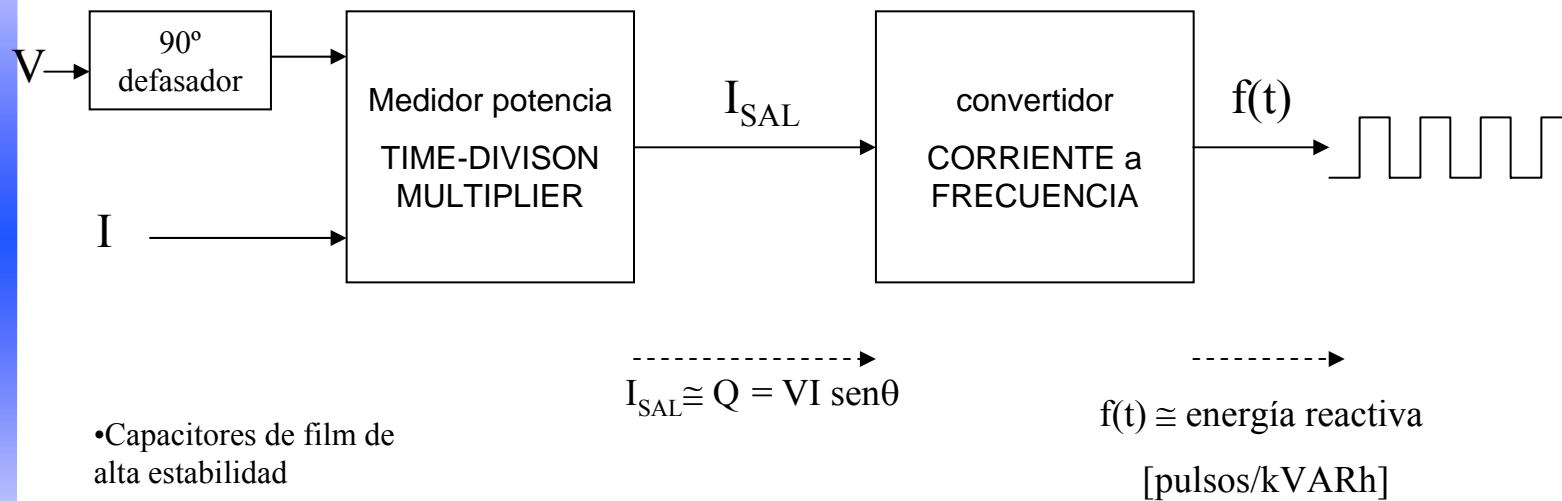 V
90º
defasador
I
Medidor potencia
TIME-DIVISON
MULTIPLIER
I_SAL
convertidor
CORRIENTE a
FRECUENCIA
f(t)
I_SAL ≅ Q = VI senθ
f(t) ≅ energía reactiva
[pulsos/kVARh]
•Capacitores de film de
alta estabilidad